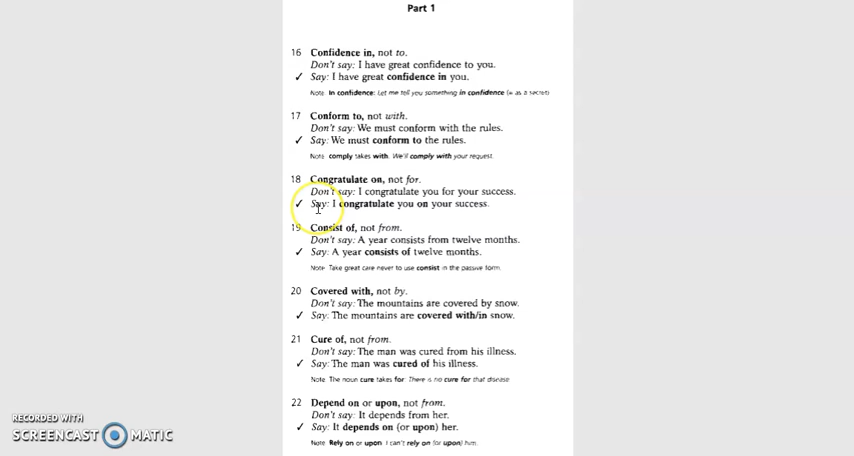 Part 1
16 Confidence in, not to.
Don't say: I have great confidence to you.
✓ Say: I have great confidence in you.
Note: In confidence: Let me tell you something in confidence (= as a secret)
17 Conform to, not with.
Don't say: We must conform with the rules.
✓ Say: We must conform to the rules.
Note: comply takes with: We'll comply with your request.
18 Congratulate on, not for.
Don't say: I congratulate you for your success.
✓ Say: I congratulate you on your success.
19 Consist of, not from.
Don't say: A year consists from twelve months.
✓ Say: A year consists of twelve months.
Note: Take great care never to use consist in the passive form.
20 Covered with, not by.
Don't say: The mountains are covered by snow.
✓ Say: The mountains are covered with/in snow.
21 Cure of, not from.
Don't say: The man was cured from his illness.
✓ Say: The man was cured of his illness.
Note: The noun cure takes for: There is no cure for that disease
22 Depend on or upon, not from.
Don't say: It depends from her.
✓ Say: It depends on (or upon) her.
Note: Rely on or upon: I can't rely on (or upon) him.
RECORDED WITH
SCREENCAST MATIC